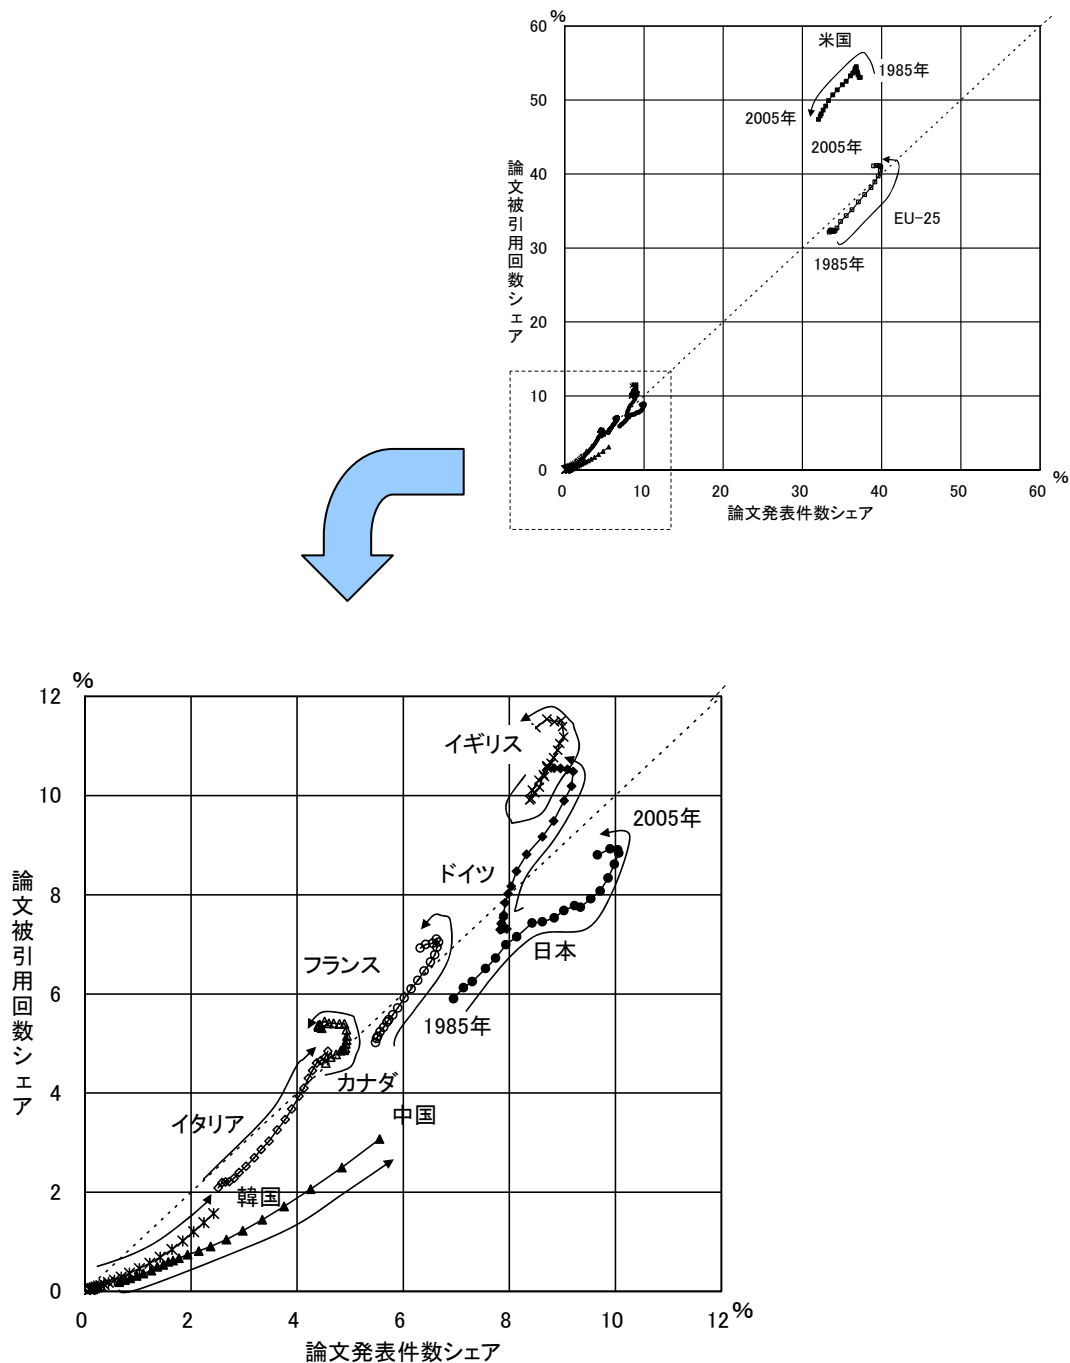 %
60
米国
1985年
50
2005年
2005年
論文被引用回数シェア
40
EU-25
30
1985年
20
10
0
0
10
20
30
40
50
60
%
論文発表件数シェア
%
12
イギリス
10
2005年
ドイツ
論文被引用回数シェア
8
日本
フランス
6
1985年
カナダ
4
イタリア
中国
2
韓国
0
0
2
4
6
8
10
12
%
論文発表件数シェア